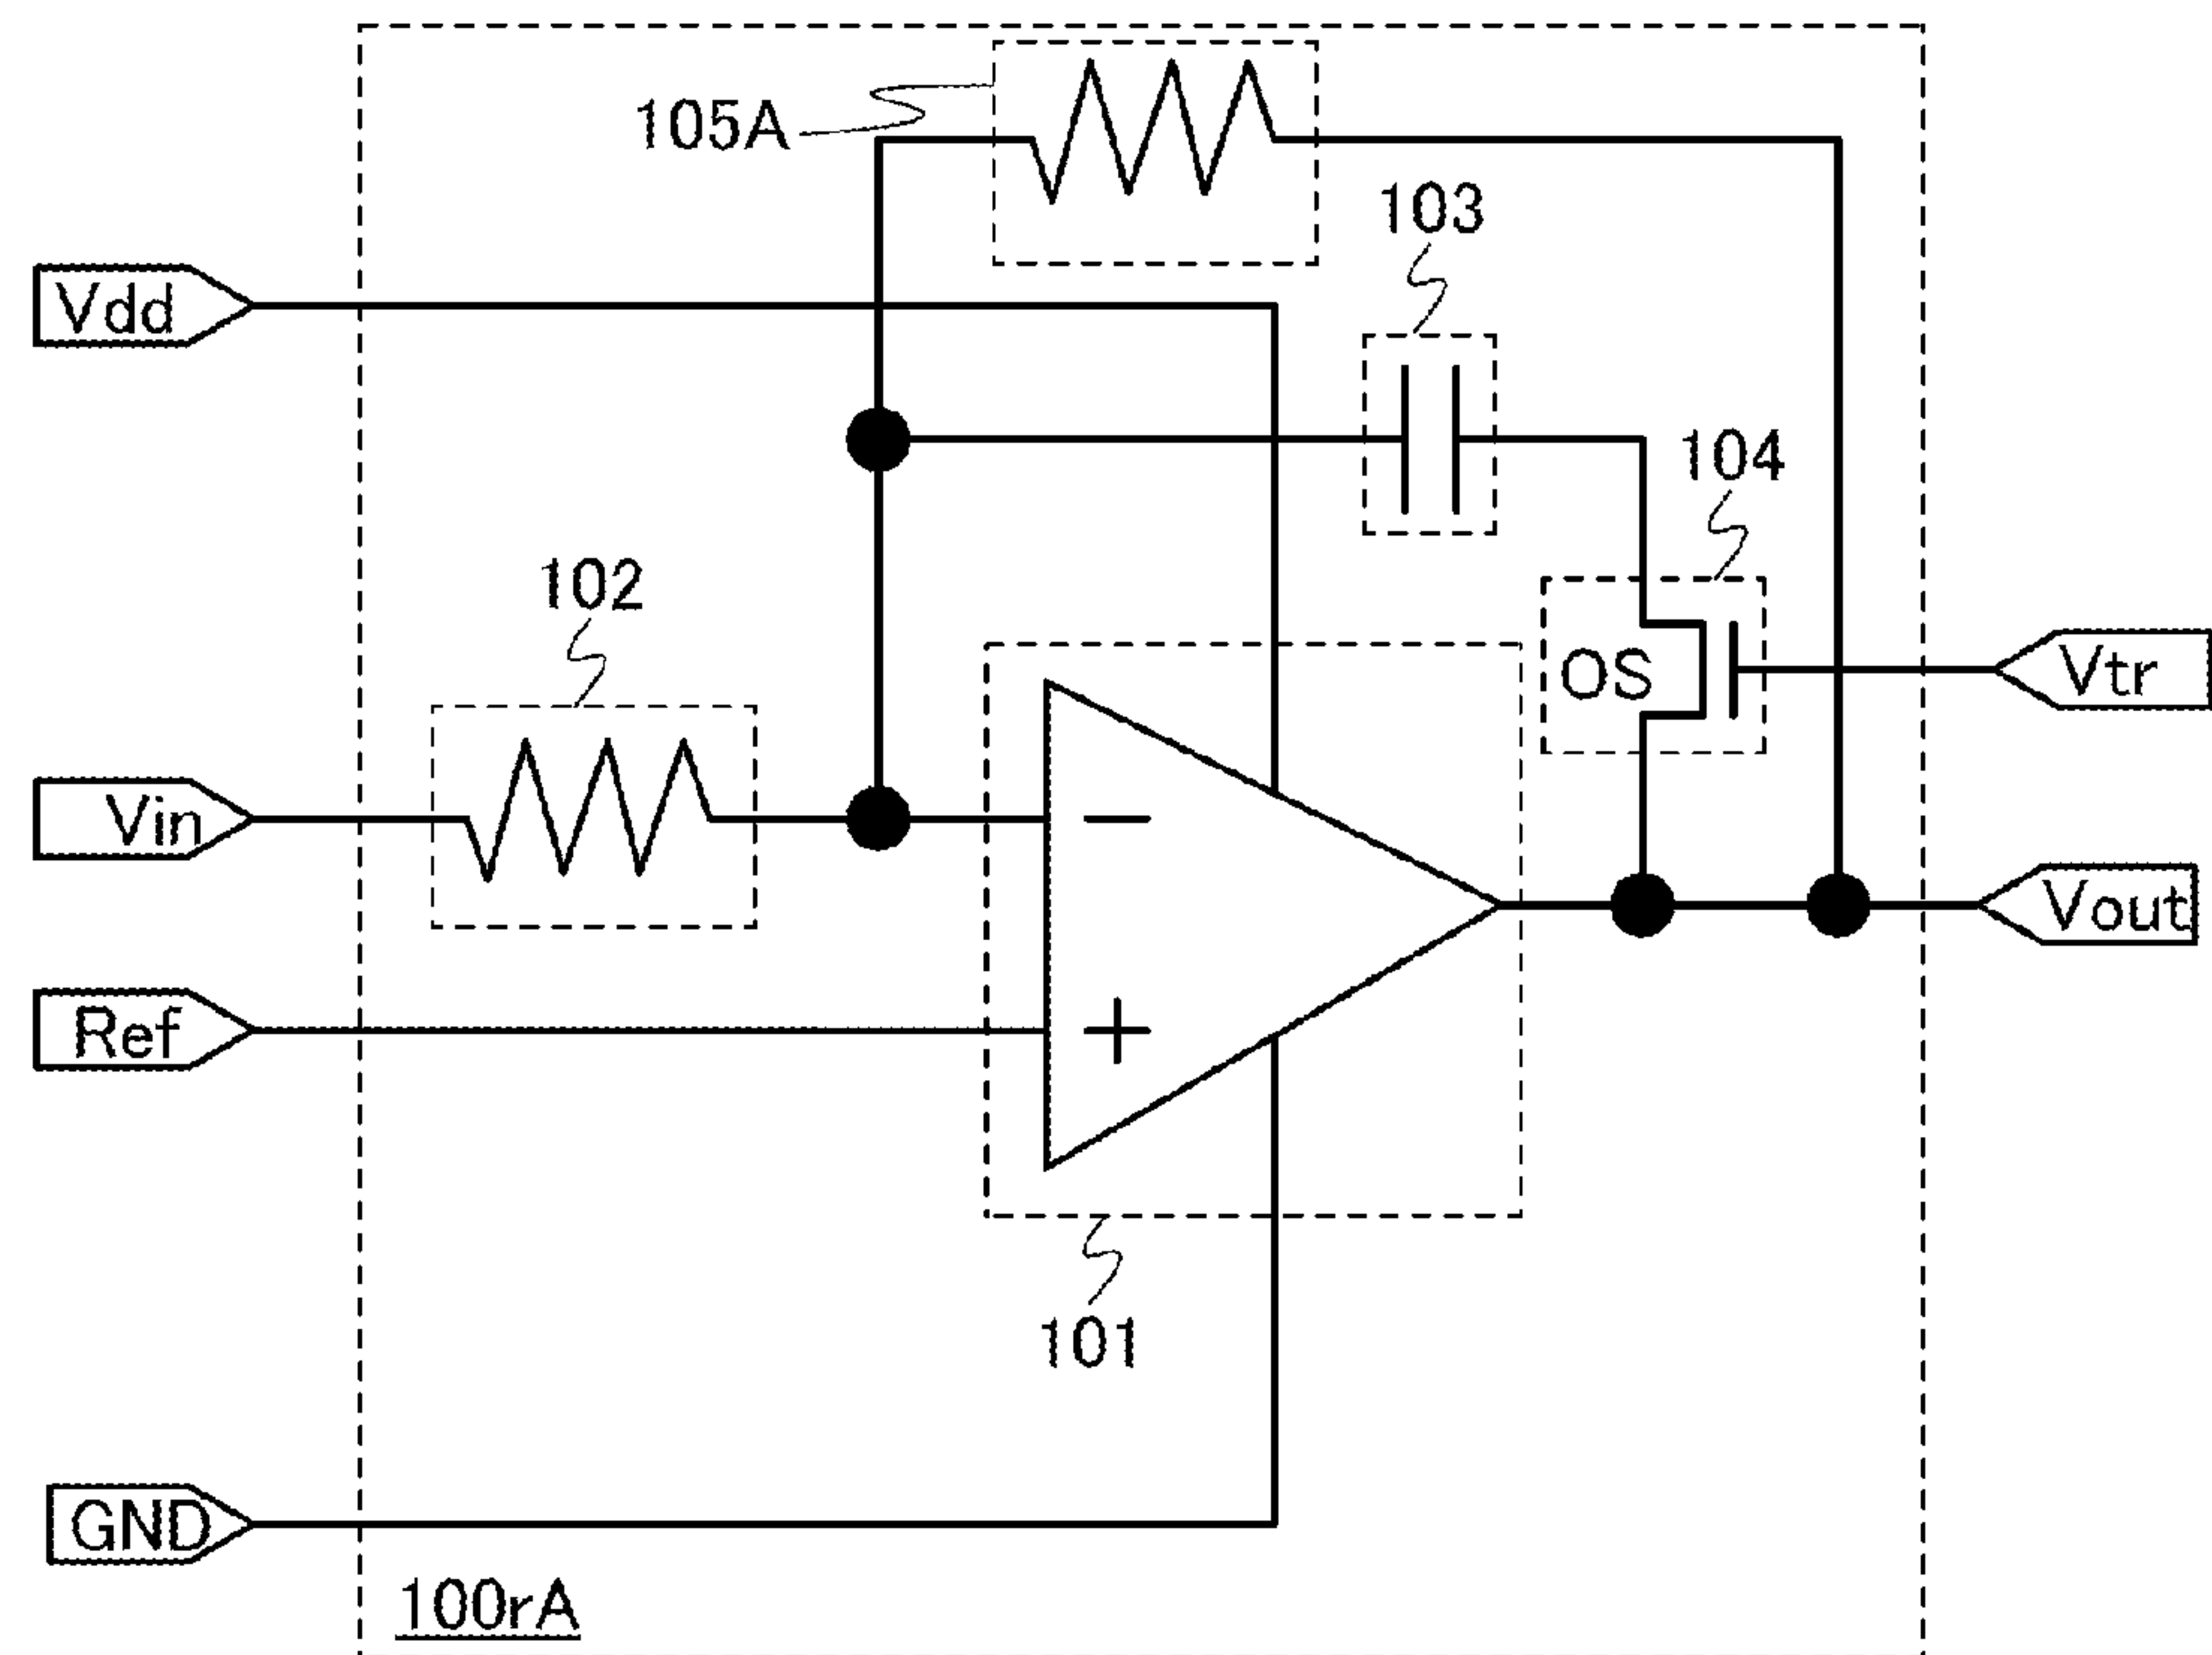 105A
103
Vdd
104
102
OS
Vtr
Vin
−
Vout
Ref
+
101
GND
100rA